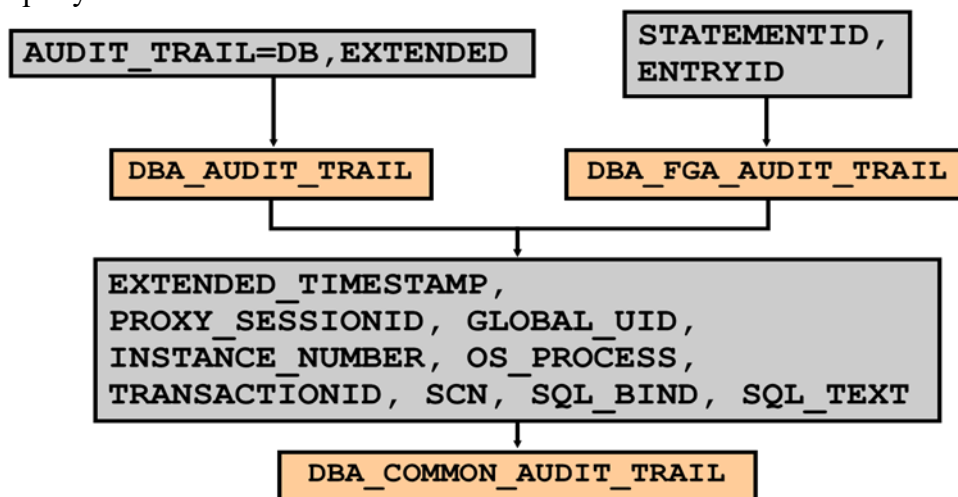 AUDIT_TRAIL=DB,EXTENDED
STATEMENTID,
ENTRYID
DBA_AUDIT_TRAIL
DBA_FGA_AUDIT_TRAIL
EXTENDED_TIMESTAMP,
PROXY_SESSIONID, GLOBAL_UID,
INSTANCE_NUMBER, OS_PROCESS,
TRANSACTIONID, SCN, SQL_BIND, SQL_TEXT
DBA_COMMON_AUDIT_TRAIL